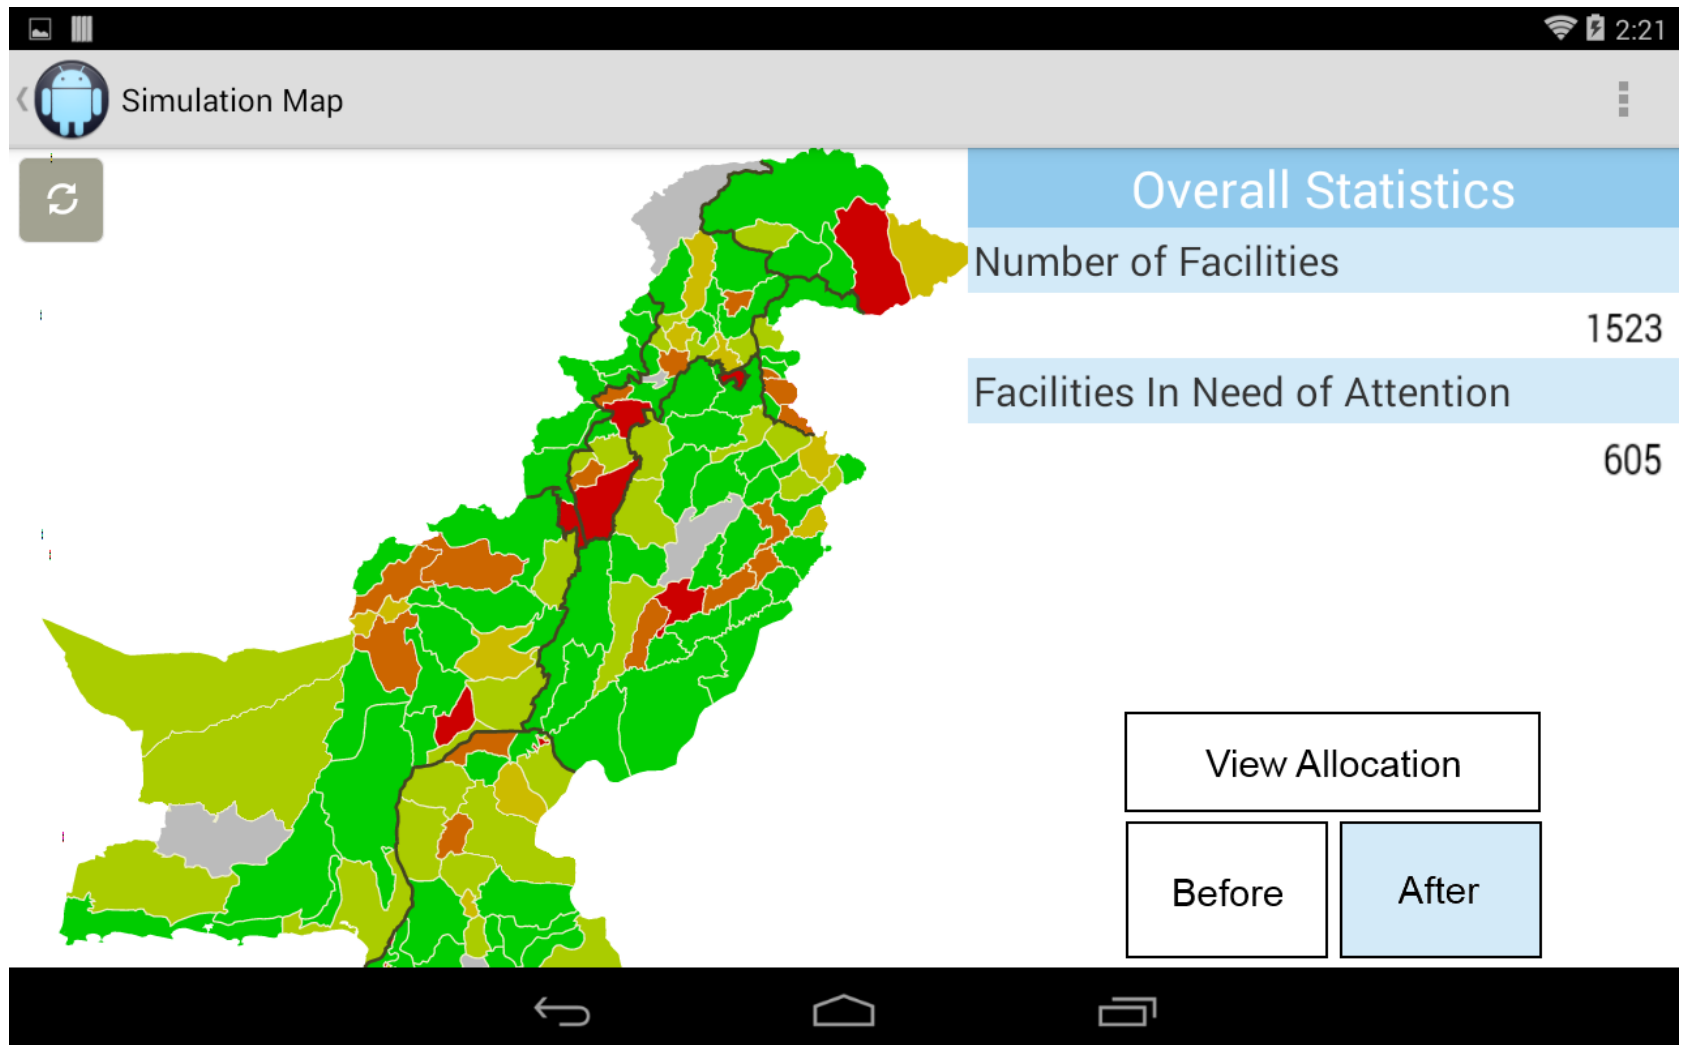 2:21
Simulation Map
Overall Statistics
Number of Facilities
1523
Facilities In Need of Attention
605
View Allocation
Before
After